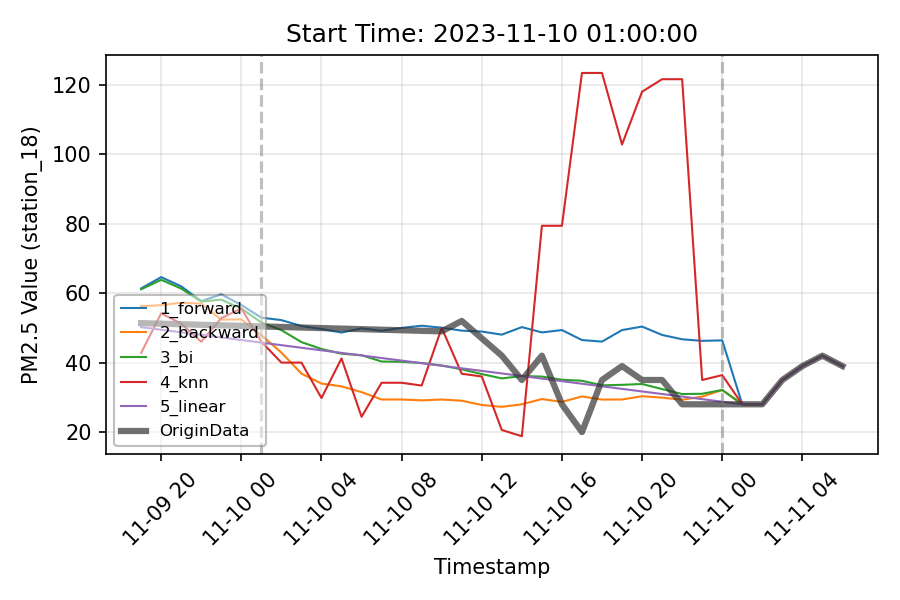 Start Time: 2023-11-10 01:00:00
PM2.5 Value (station_18)
120
100
80
60
40
20
1_forward
2_backward
3_bi
4_knn
5_linear
OriginData
11-09 20
11-10 00
11-10 04
11-10 08
11-10 12
11-10 16
11-10 20
11-11 00
11-11 04
Timestamp